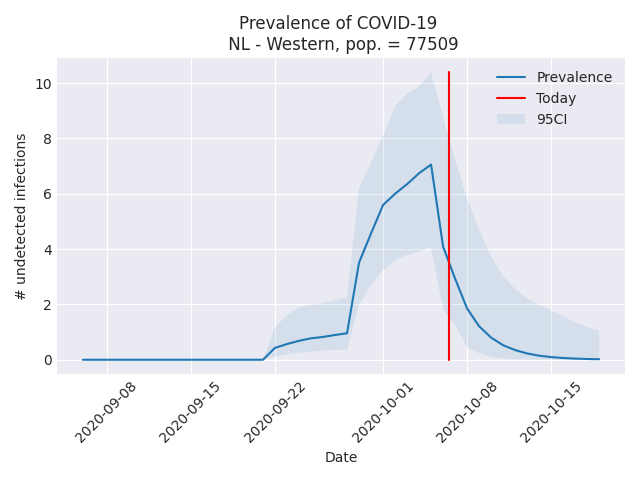 Prevalence of COVID-19
NL - Western, pop. = 77509
# undetected infections
10
8
6
4
2
0
Prevalence
Today
95CI
2020-09-08
2020-09-15
2020-09-22
2020-10-01
2020-10-08
2020-10-15
Date